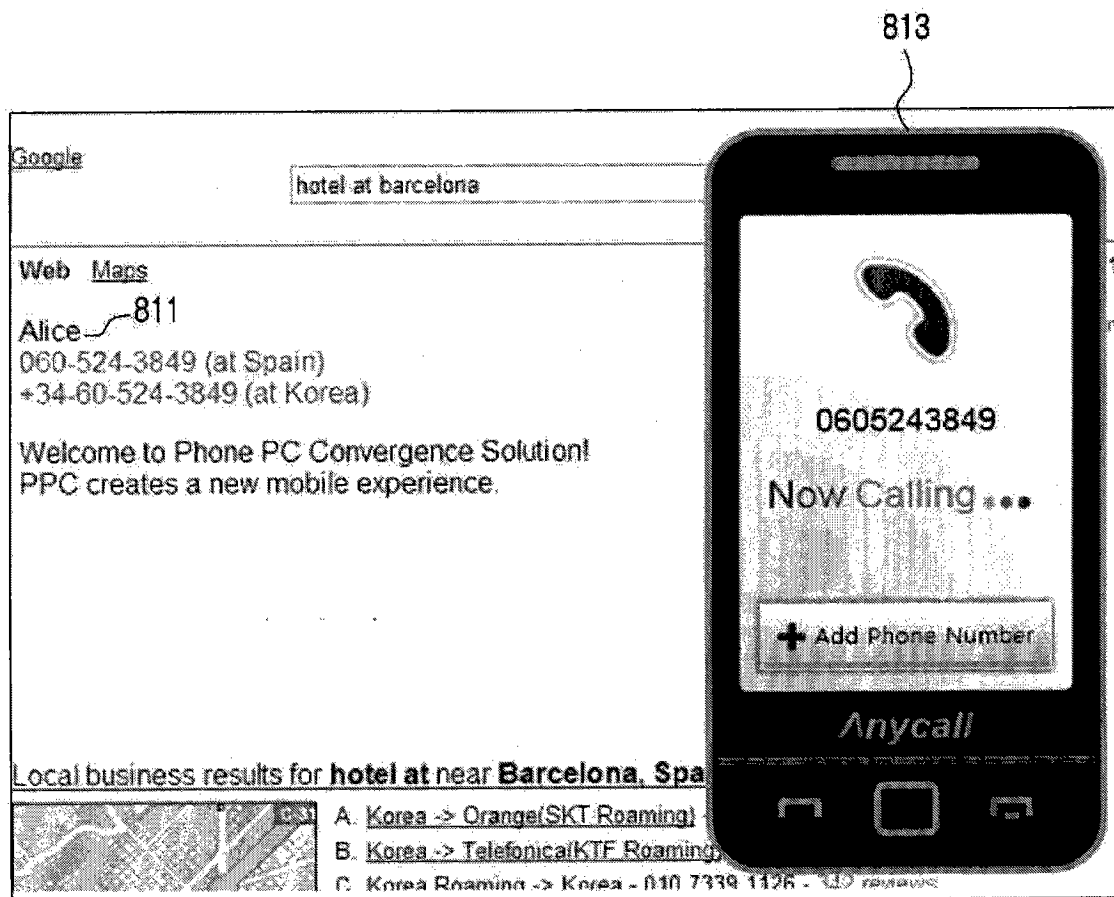 813
Google
hotel at barcelona
Web Maps
Alice 811
060-524-3849 (at Spain)
+34-60-524-3849 (at Korea)
Welcome to Phone PC Convergence Solution!
PPC creates a new mobile experience.
0605243849
Now Calling...
+ Add Phone Number
Anycall
Local business results for hotel at near Barcelona, Spa
A. Korea -> Orange(SKT Roaming)
B. Korea -> Telefonica(KTF Roaming)
C. Korea Roaming -> Korea - 010 7339 1126 - reviews